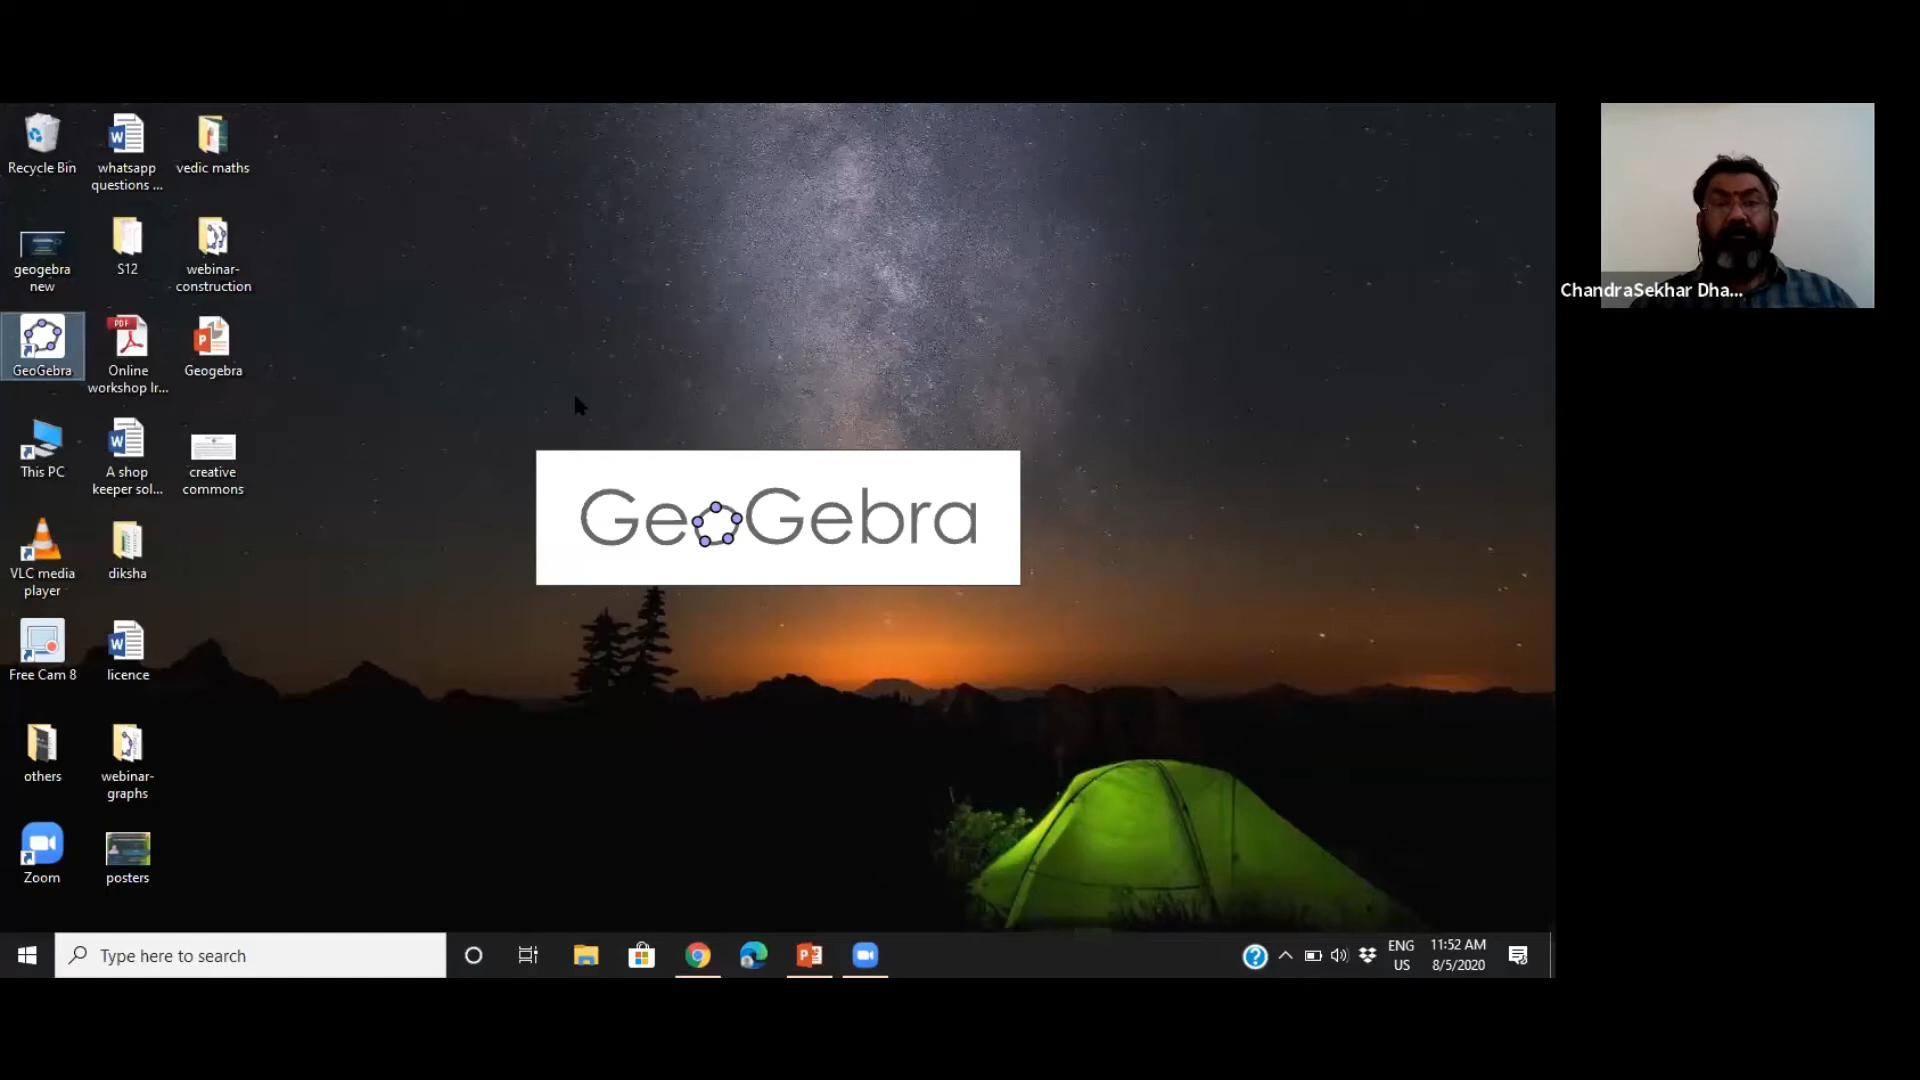 Recycle Bin
whatsapp
questions ...
vedic maths
geogebra
new
S12
webinar-
construction
GeoGebra
PDF
Online
workshop Ir...
Geogebra
This PC
A shop
keeper sol...
creative
commons
GeoGebra
VLC media
player
diksha
Free Cam 8
licence
others
webinar-
graphs
Zoom
posters
ChandraSekhar Dha...
Type here to search
ENG
US
11:52 AM
8/5/2020